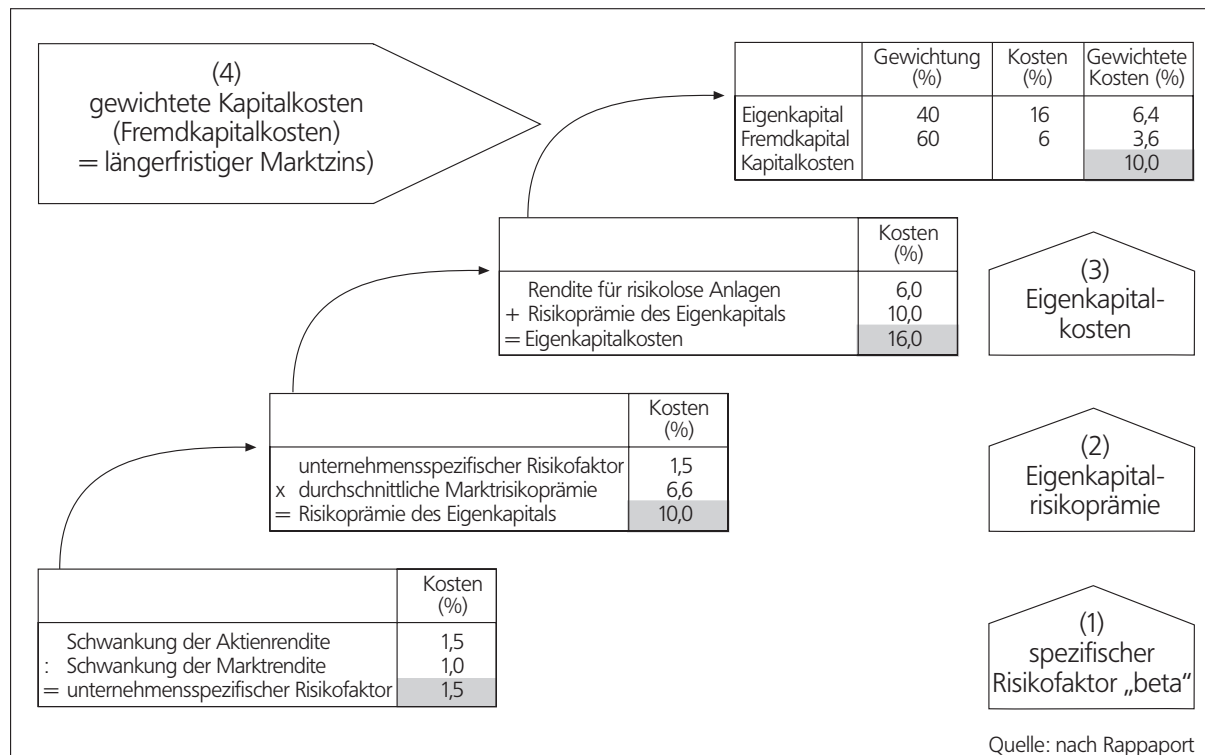 (4)
gewichtete Kapitalkosten
(Fremdkapitalkosten)
= längerfristiger Marktzins)
Gewichtung (%) Kosten (%) Gewichtete Kosten (%)
Eigenkapital 40 16 6,4
Fremdkapital 60 6 3,6
Kapitalkosten 10,0
Kosten
(%)
Rendite für risikolose Anlagen 6,0
+ Risikoprämie des Eigenkapitals 10,0
= Eigenkapitalkosten 16,0
(3)
Eigenkapital-
kosten
Kosten
(%)
unternehmensspezifischer Risikofaktor 1,5
x durchschnittliche Marktrisikoprämie 6,6
= Risikoprämie des Eigenkapitals 10,0
(2)
Eigenkapital-
risikoprämie
Kosten
(%)
Schwankung der Aktienrendite 1,5
: Schwankung der Marktrendite 1,0
= unternehmensspezifischer Risikofaktor 1,5
(1)
spezifischer
Risikofaktor „beta“
Quelle: nach Rappaport